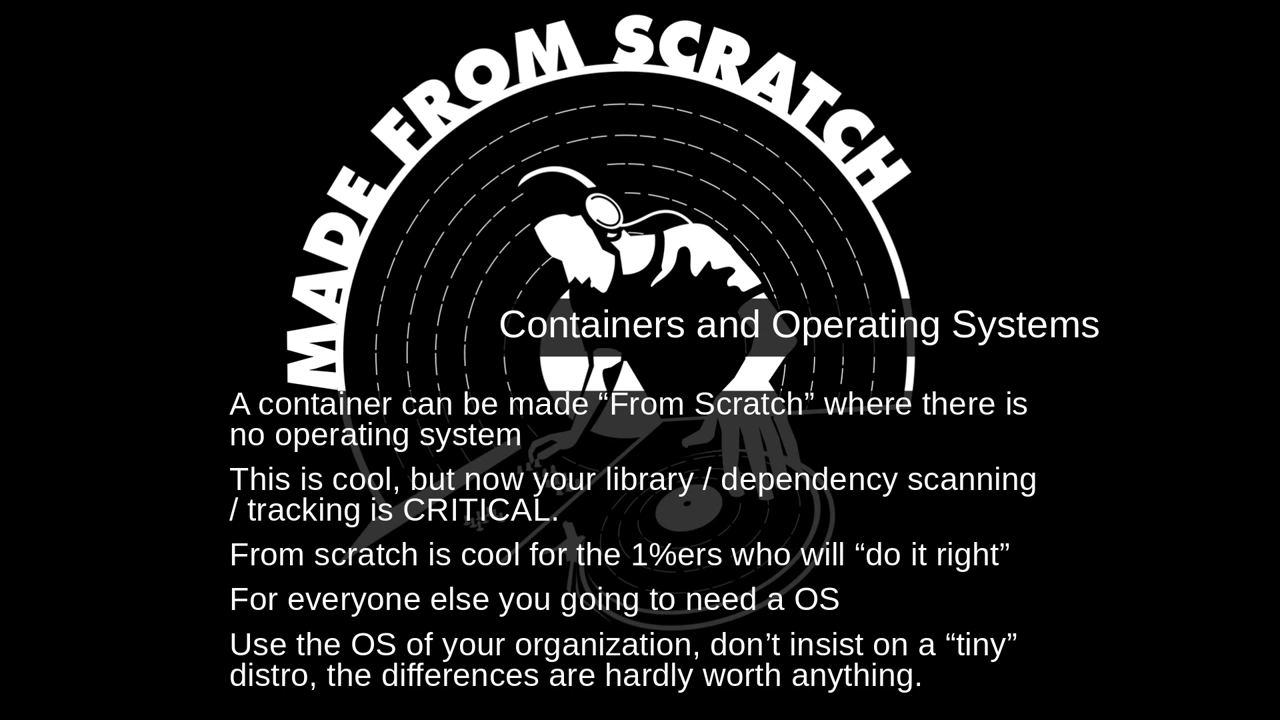 MADE FROM SCRATCH
Containers and Operating Systems
A container can be made “From Scratch” where there is
no operating system
This is cool, but now your library / dependency scanning
/ tracking is CRITICAL.
From scratch is cool for the 1%ers who will “do it right”
For everyone else you going to need a OS
Use the OS of your organization, don’t insist on a “tiny”
distro, the differences are hardly worth anything.